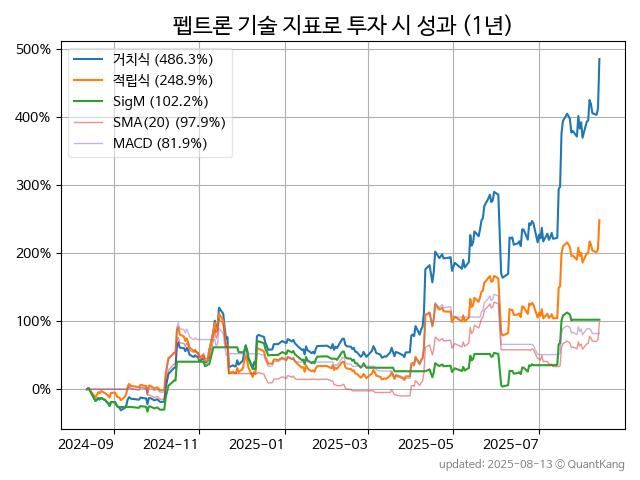 펩트론 기술 지표로 투자 시 성과 (1년)
거치식 (486.3%)
적립식 (248.9%)
SigM (102.2%)
SMA(20) (97.9%)
MACD (81.9%)
500%
400%
300%
200%
100%
0%
2024-09
2024-11
2025-01
2025-03
2025-05
2025-07
updated: 2025-08-13 © QuantKang